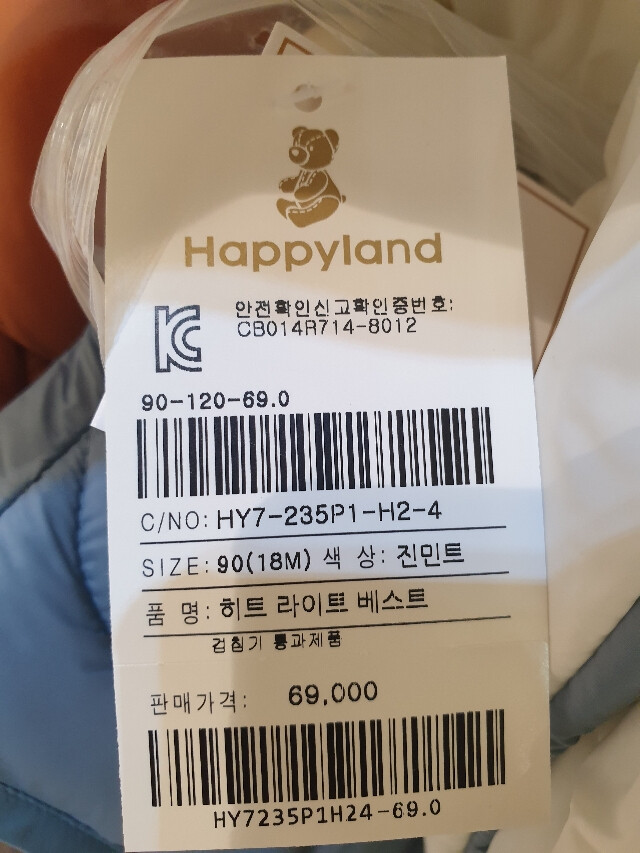 Happyland
안전확인신고확인증번호:
CB014R714-8012
90-120-69.0
C/NO: HY7-235P1-H2-4
SIZE: 90(18M) 색 상: 진민트
품 명: 히트 라이트 베스트
검침기 통과제품
판매가격: 69,000
HY7235P1H24-69.0